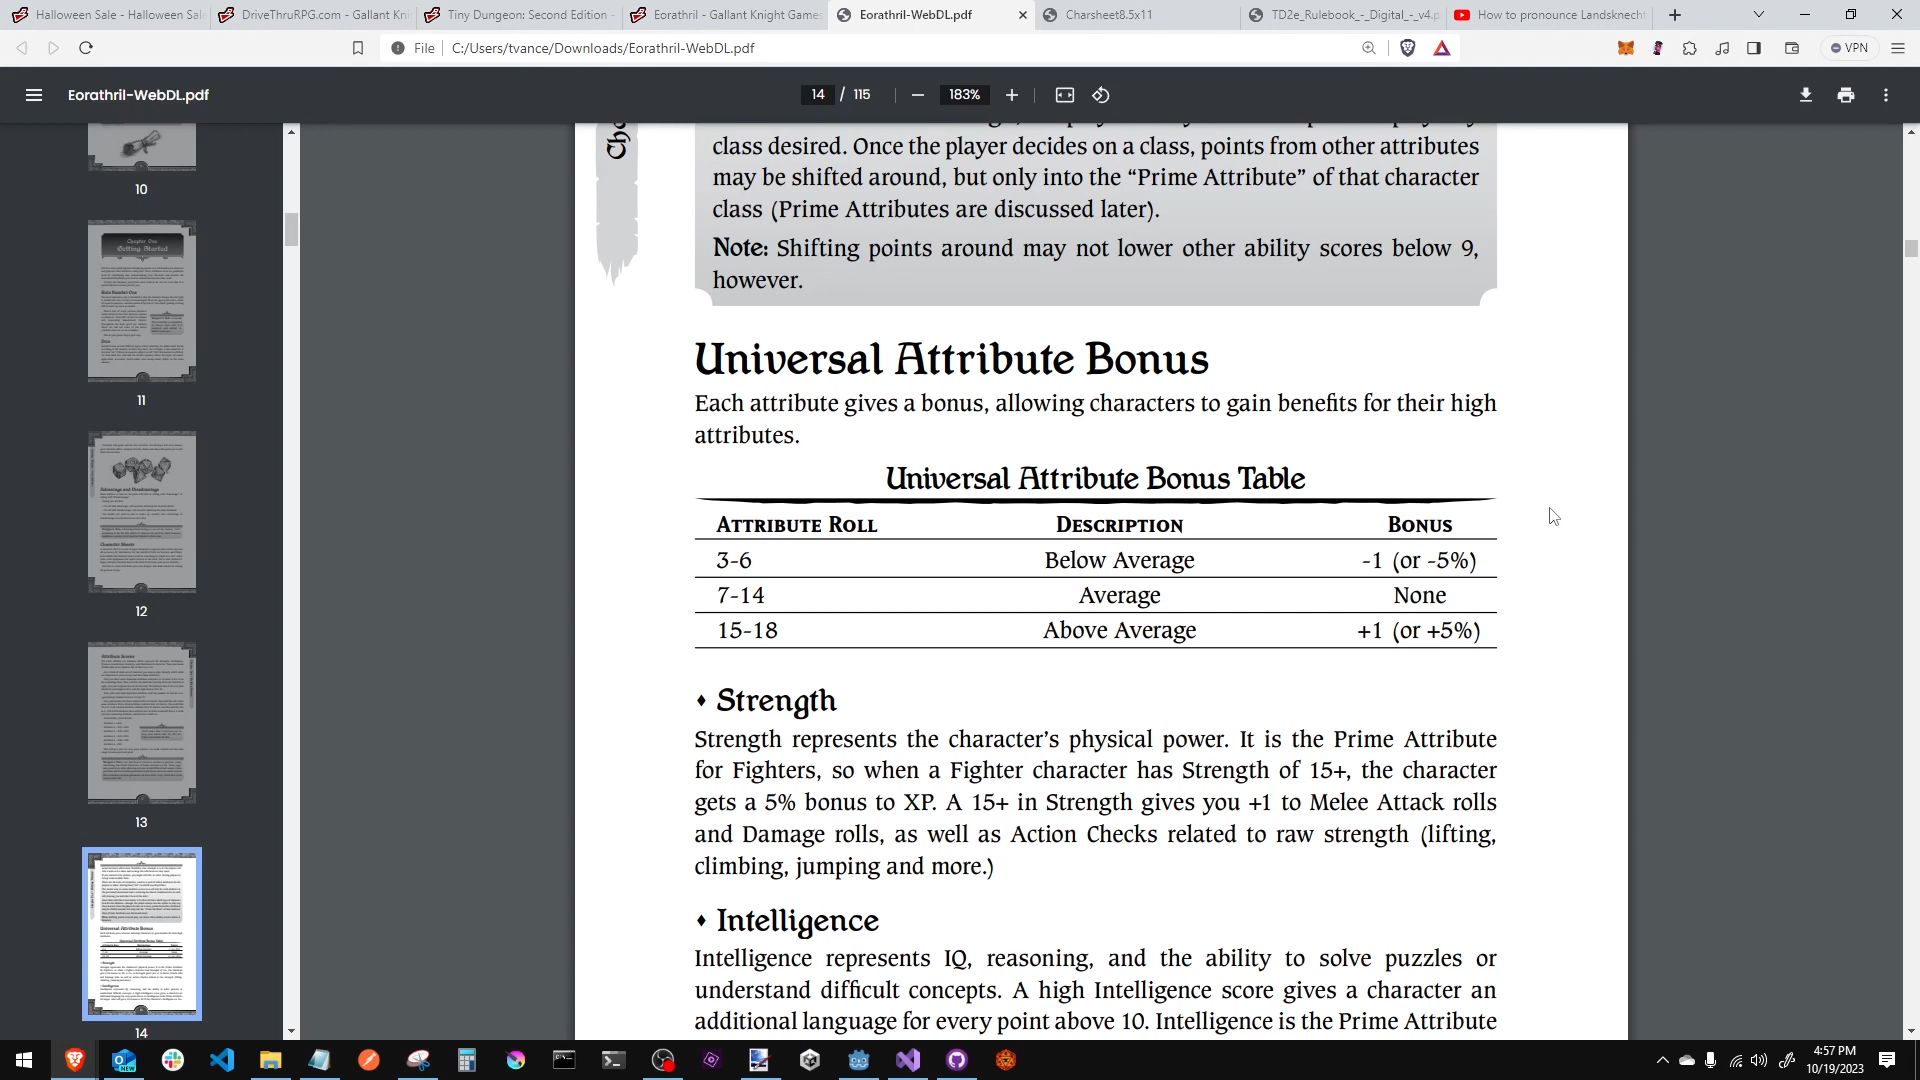 Halloween Sale - Halloween Sal
DriveThruRPG.com - Gallant Kni
Tiny Dungeon: Second Edition -
Eorathril - Gallant Knight Games
Eorathril-WebDL.pdf
Charsheet8.5x11
TD2e_Rulebook_-_Digital_-_v4.p
How to pronounce Landsknecht
File
C:/Users/tvance/Downloads/Eorathril-WebDL.pdf
VPN
Eorathril-WebDL.pdf
14 / 115
183%
10
Chapter One
Getting Started
11
12
13
14
class desired. Once the player decides on a class, points from other attributes
may be shifted around, but only into the “Prime Attribute” of that character
class (Prime Attributes are discussed later).
Note: Shifting points around may not lower other ability scores below 9,
however.
Universal Attribute Bonus
Each attribute gives a bonus, allowing characters to gain benefits for their high
attributes.
Universal Attribute Bonus Table
Attribute Roll Description Bonus
3-6 Below Average -1 (or -5%)
7-14 Average None
15-18 Above Average +1 (or +5%)
♦ Strength
Strength represents the character’s physical power. It is the Prime Attribute
for Fighters, so when a Fighter character has Strength of 15+, the character
gets a 5% bonus to XP. A 15+ in Strength gives you +1 to Melee Attack rolls
and Damage rolls, as well as Action Checks related to raw strength (lifting,
climbing, jumping and more.)
♦ Intelligence
Intelligence represents IQ, reasoning, and the ability to solve puzzles or
understand difficult concepts. A high Intelligence score gives a character an
additional language for every point above 10. Intelligence is the Prime Attribute
NEW
4:57 PM
10/19/2023